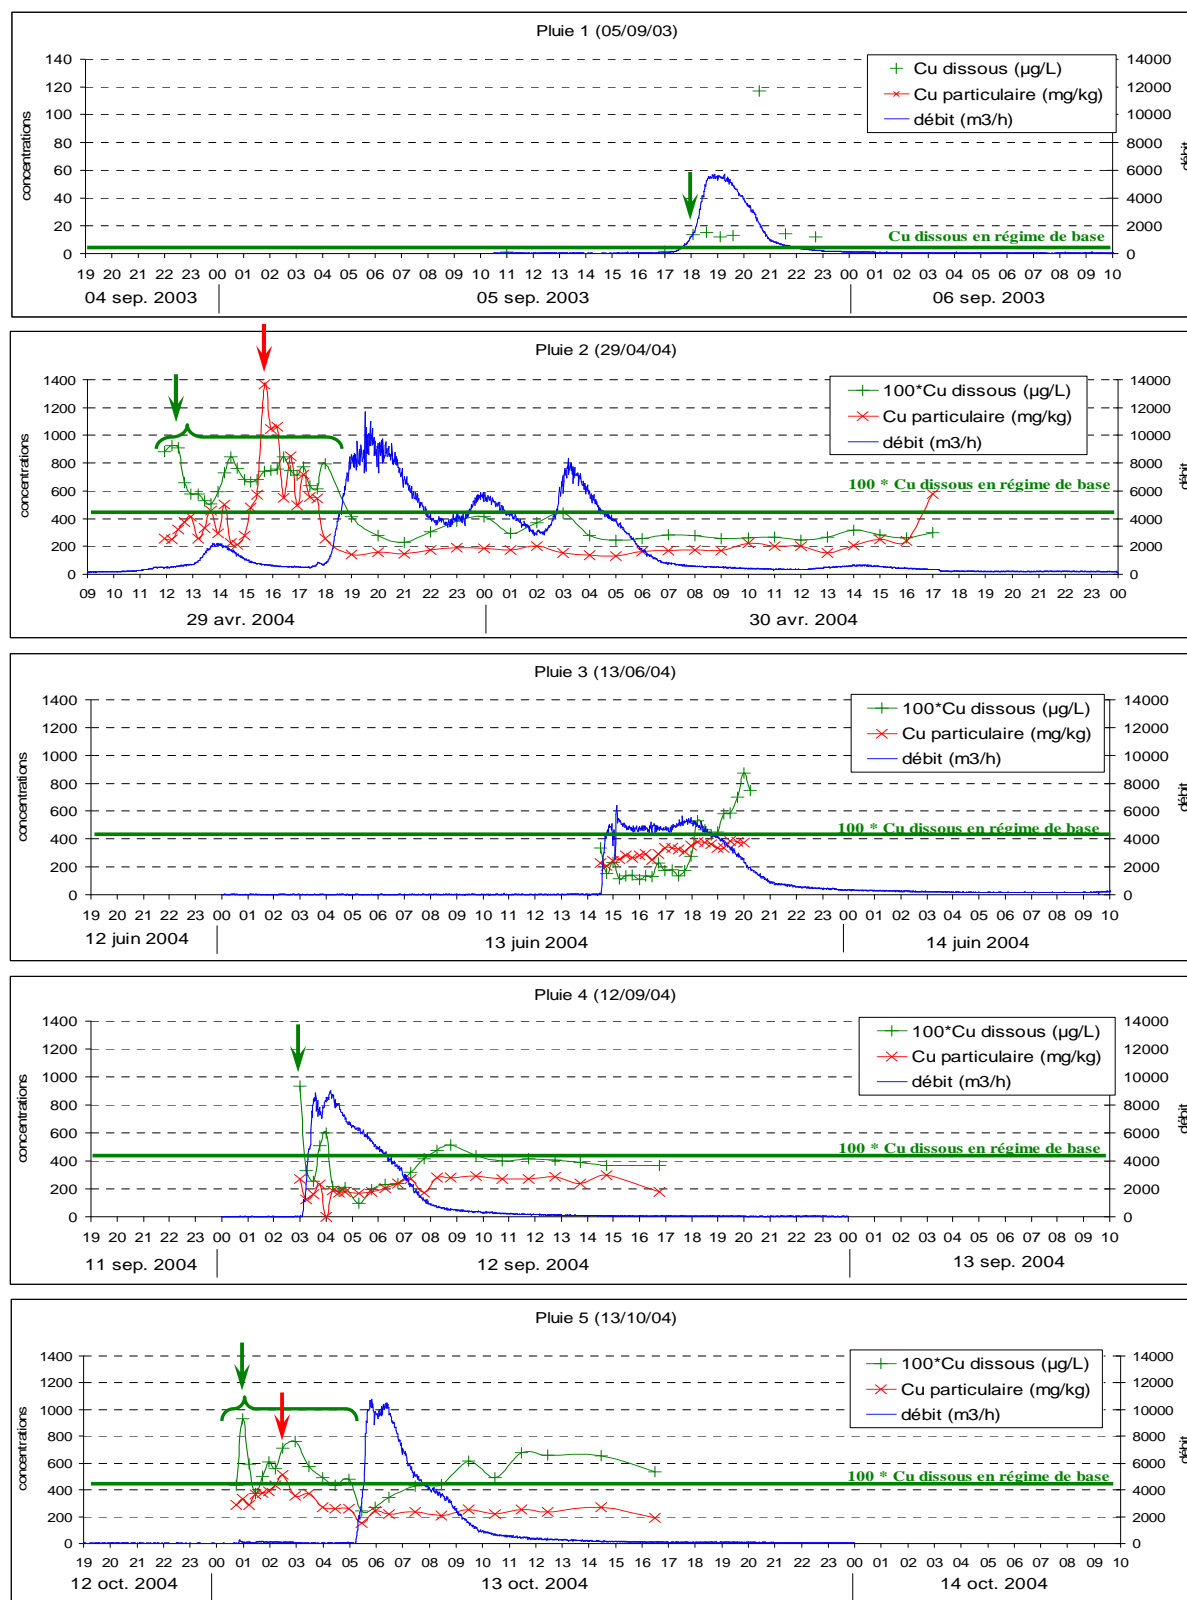 Pluie 1 (05/09/03)
140 120 100 80 60 40 20 0
concentrations
14000 12000 10000 8000 6000 4000 2000 0
débit
Cu dissous (µg/L)
Cu particulaire (mg/kg)
débit (m3/h)
Cu dissous en régime de base
19 20 21 22 23 00 01 02 03 04 05 06 07 08 09 10 11 12 13 14 15 16 17 18 19 20 21 22 23 00 01 02 03 04 05 06 07 08 09 10
04 sep. 2003 05 sep. 2003 06 sep. 2003
Pluie 2 (29/04/04)
1400 1200 1000 800 600 400 200 0
concentrations
14000 12000 10000 8000 6000 4000 2000 0
débit
100*Cu dissous (µg/L)
Cu particulaire (mg/kg)
débit (m3/h)
100 * Cu dissous en régime de base
09 10 11 12 13 14 15 16 17 18 19 20 21 22 23 00 01 02 03 04 05 06 07 08 09 10 11 12 13 14 15 16 17 18 19 20 21 22 23 00
29 avr. 2004 30 avr. 2004
Pluie 3 (13/06/04)
1400 1200 1000 800 600 400 200 0
concentrations
14000 12000 10000 8000 6000 4000 2000 0
débit
100*Cu dissous (µg/L)
Cu particulaire (mg/kg)
débit (m3/h)
100 * Cu dissous en régime de base
19 20 21 22 23 00 01 02 03 04 05 06 07 08 09 10 11 12 13 14 15 16 17 18 19 20 21 22 23 00 01 02 03 04 05 06 07 08 09 10
12 juin 2004 13 juin 2004 14 juin 2004
Pluie 4 (12/09/04)
1400 1200 1000 800 600 400 200 0
concentrations
14000 12000 10000 8000 6000 4000 2000 0
débit
100*Cu dissous (µg/L)
Cu particulaire (mg/kg)
débit (m3/h)
100 * Cu dissous en régime de base
19 20 21 22 23 00 01 02 03 04 05 06 07 08 09 10 11 12 13 14 15 16 17 18 19 20 21 22 23 00 01 02 03 04 05 06 07 08 09 10
11 sep. 2004 12 sep. 2004 13 sep. 2004
Pluie 5 (13/10/04)
1400 1200 1000 800 600 400 200 0
concentrations
14000 12000 10000 8000 6000 4000 2000 0
débit
100*Cu dissous (µg/L)
Cu particulaire (mg/kg)
débit (m3/h)
100 * Cu dissous en régime de base
19 20 21 22 23 00 01 02 03 04 05 06 07 08 09 10 11 12 13 14 15 16 17 18 19 20 21 22 23 00 01 02 03 04 05 06 07 08 09 10
12 oct. 2004 13 oct. 2004 14 oct. 2004